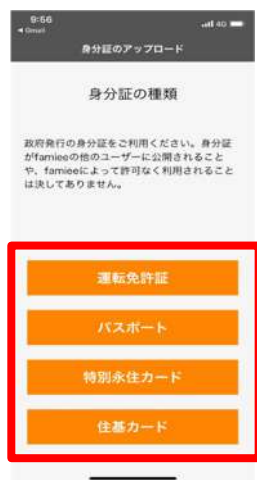 9:56
4G
◀ Gmail
身分証のアップロード
身分証の種類
政府発行の身分証をご利用ください。身分証
がfamieeの他のユーザーに公開されること
や、famieeによって許可なく利用されること
は決してありません。
運転免許証
パスポート
特別永住カード
住基カード